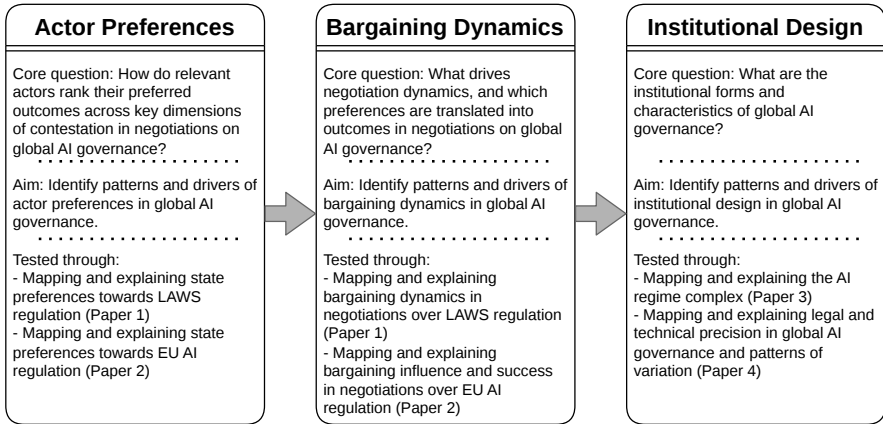 Actor Preferences
Core question: How do relevant
actors rank their preferred
outcomes across key dimensions
of contestation in negotiations on
global AI governance?
Aim: Identify patterns and drivers of
actor preferences in global AI
governance.
Tested through:
- Mapping and explaining state
preferences towards LAWS
regulation (Paper 1)
- Mapping and explaining state
preferences towards EU AI
regulation (Paper 2)
Bargaining Dynamics
Core question: What drives
negotiation dynamics, and which
preferences are translated into
outcomes in negotiations on global
AI governance?
Aim: Identify patterns and drivers of
bargaining dynamics in global AI
governance.
Tested through:
- Mapping and explaining
bargaining dynamics in
negotiations over LAWS regulation
(Paper 1)
- Mapping and explaining
bargaining influence and success
in negotiations over EU AI
regulation (Paper 2)
Institutional Design
Core question: What are the
institutional forms and
characteristics of global AI
governance?
Aim: Identify patterns and drivers of
institutional design in global AI
governance.
Tested through:
- Mapping and explaining the AI
regime complex (Paper 3)
- Mapping and explaining legal and
technical precision in global AI
governance and patterns of
variation (Paper 4)